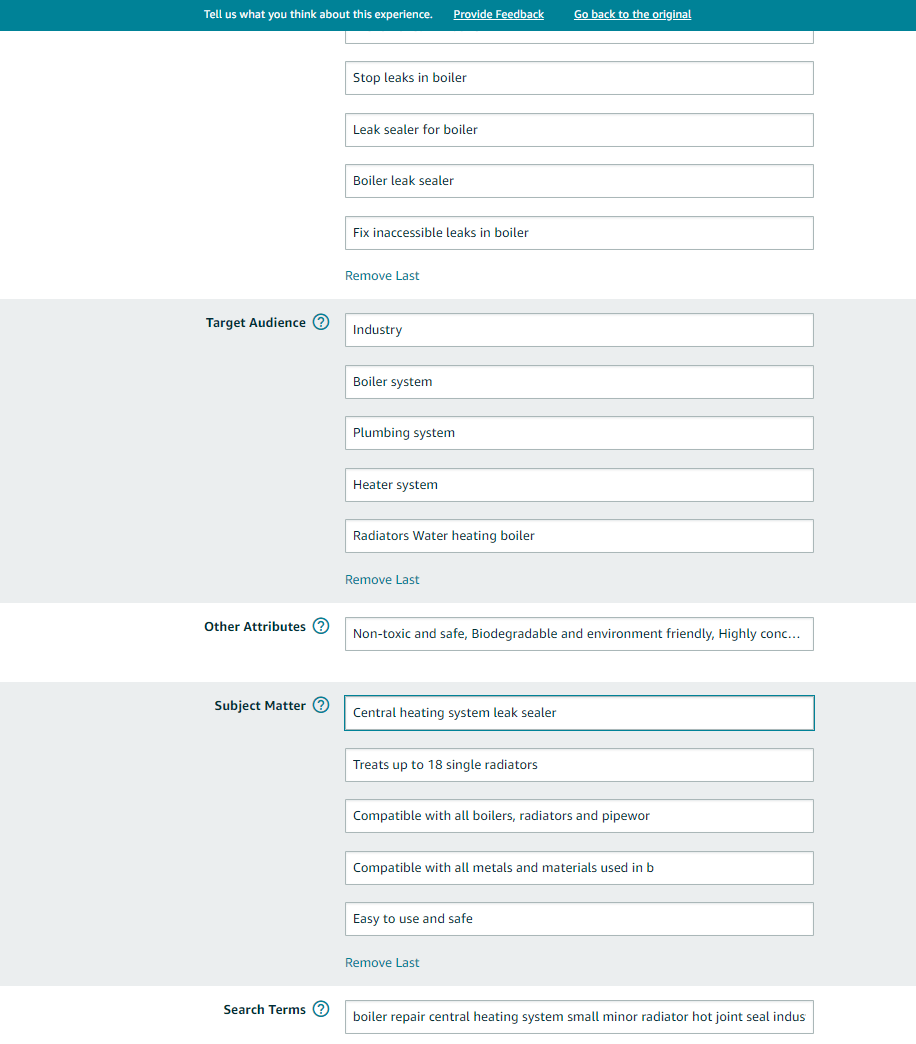 Tell us what you think about this experience. Provide Feedback Go back to the original
Stop leaks in boiler
Leak sealer for boiler
Boiler leak sealer
Fix inaccessible leaks in boiler
Remove Last
Target Audience ? Industry
Boiler system
Plumbing system
Heater system
Radiators Water heating boiler
Remove Last
Other Attributes ? Non-toxic and safe, Biodegradable and environment friendly, Highly conc...
Subject Matter ? Central heating system leak sealer
Treats up to 18 single radiators
Compatible with all boilers, radiators and pipewor
Compatible with all metals and materials used in b
Easy to use and safe
Remove Last
Search Terms ? boiler repair central heating system small minor radiator hot joint seal indus